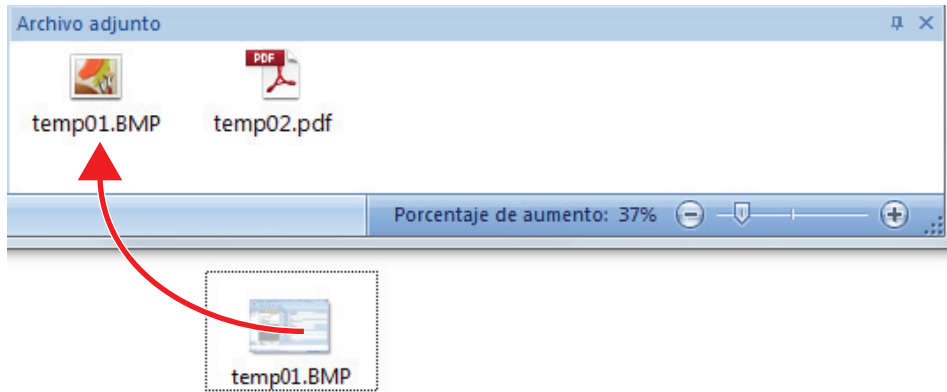 Archivo adjunto
PDF
temp01.BMP temp02.pdf
Porcentaje de aumento: 37%
temp01.BMP